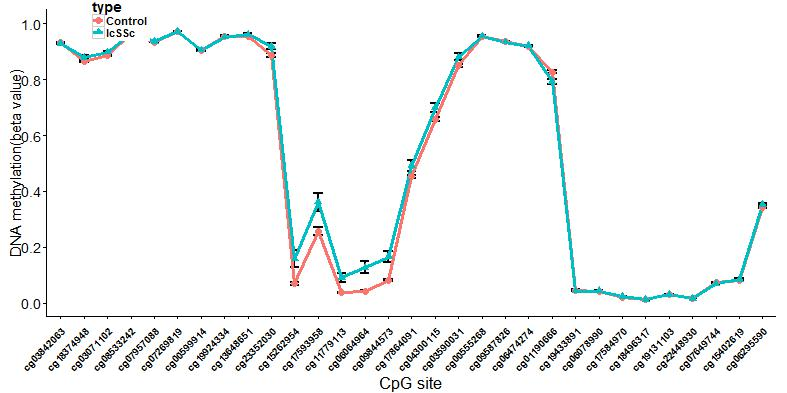 type
Control
lcSSc
DNA methylation(beta value)
1.0
0.8
0.6
0.4
0.2
0.0
cg03842063
cg18374948
cg03071102
cg08533242
cg07957088
cg07269819
cg00599914
cg19924334
cg13648651
cg23352030
cg15262954
cg17593958
cg11779113
cg06064964
cg09844573
cg17864091
cg04300115
cg03590031
cg00555268
cg09587826
cg06474274
cg01190666
cg19433891
cg06078990
cg17584970
cg18496317
cg19131103
cg22448930
cg07649744
cg15402619
cg06295590
CpG site